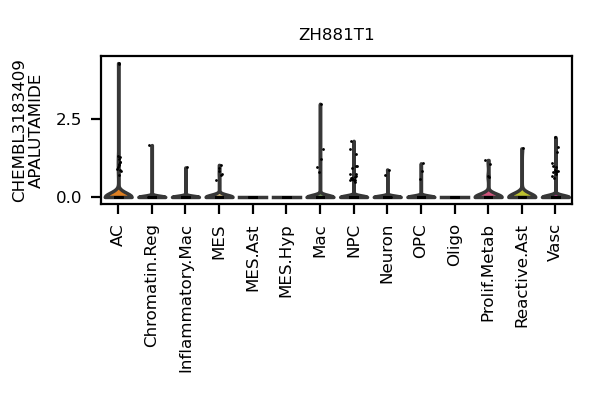 ZH881T1
CHEMBL3183409
APALUTAMIDE
2.5
0.0
AC
Chromatin.Reg
Inflammatory.Mac
MES
MES.Ast
MES.Hyp
Mac
NPC
Neuron
OPC
Oligo
Prolif.Metab
Reactive.Ast
Vasc